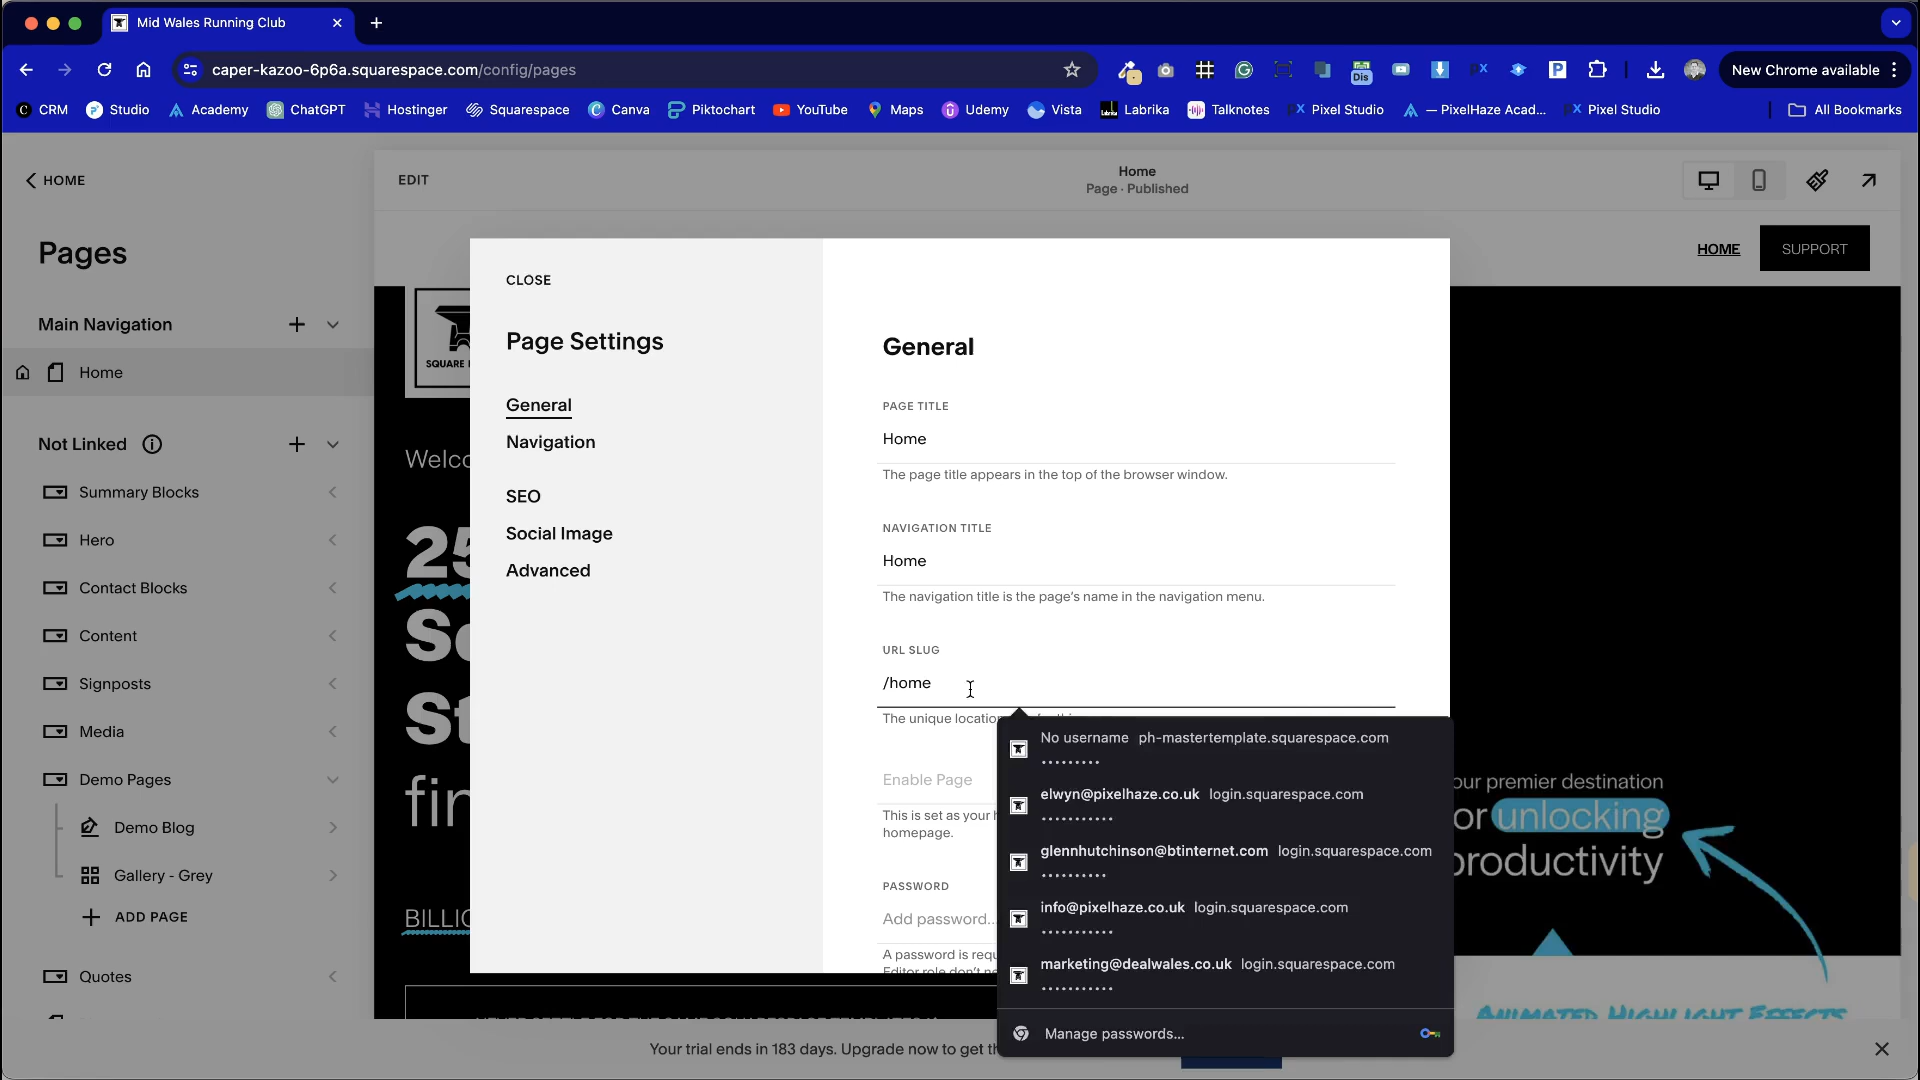 Mid Wales Running Club
caper-kazoo-6p6a.squarespace.com/config/pages
Dis
New Chrome available
CRM
Studio
Academy
ChatGPT
Hostinger
Squarespace
Canva
Piktochart
YouTube
Maps
Udemy
Vista
Labrika
Talknotes
Pixel Studio
— PixelHaze Acad...
Pixel Studio
All Bookmarks
HOME
Pages
Main Navigation
Home
Not Linked
Summary Blocks
Hero
Contact Blocks
Content
Signposts
Media
Demo Pages
Demo Blog
Gallery - Grey
ADD PAGE
Quotes
EDIT
Home
Page · Published
HOME
SUPPORT
SQUARE
Welco
25
St
fin
BILLIO
CLOSE
Page Settings
General
Navigation
SEO
Social Image
Advanced
General
PAGE TITLE
Home
The page title appears in the top of the browser window.
NAVIGATION TITLE
Home
The navigation title is the page's name in the navigation menu.
URL SLUG
/home
The unique location
Enable Page
This is set as your h
homepage.
PASSWORD
Add password...
A password is requ
Editor role don't ne
No username ph-mastertemplate.squarespace.com
•••••••••
elwyn@pixelhaze.co.uk login.squarespace.com
•••••••••••
glennhutchinson@btinternet.com login.squarespace.com
••••••••••
info@pixelhaze.co.uk login.squarespace.com
•••••••••••
marketing@dealwales.co.uk login.squarespace.com
•••••••••••
Manage passwords...
our premier destination
or unlocking
productivity
ANIMATED HIGHLIGHT EFFECTS
Your trial ends in 183 days. Upgrade now to get th